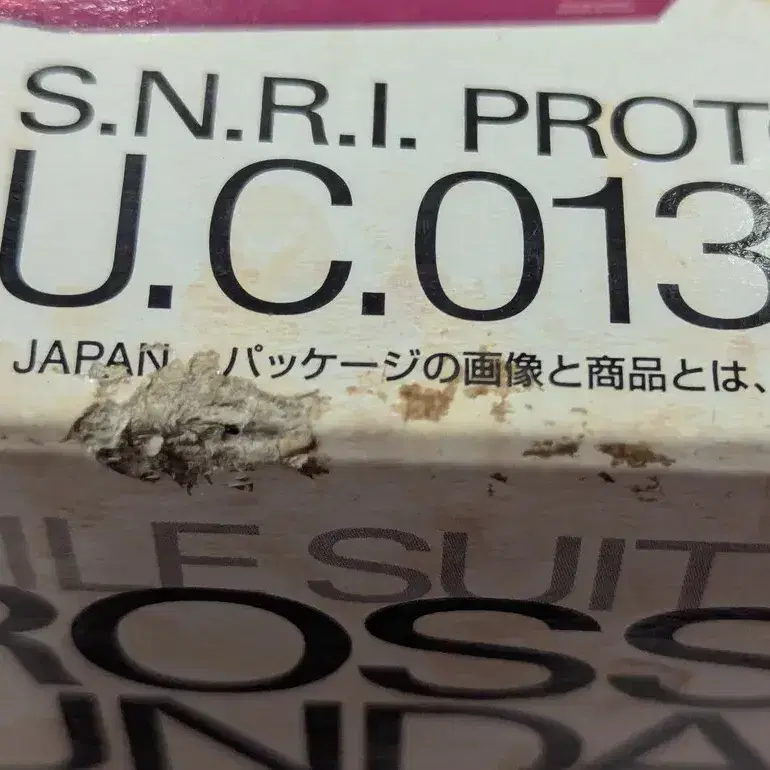 S.N.R.I. PROTO
U.C.013
JAPAN パッケージの画像と商品とは、
ILE SUIT
ROSS
UNDA